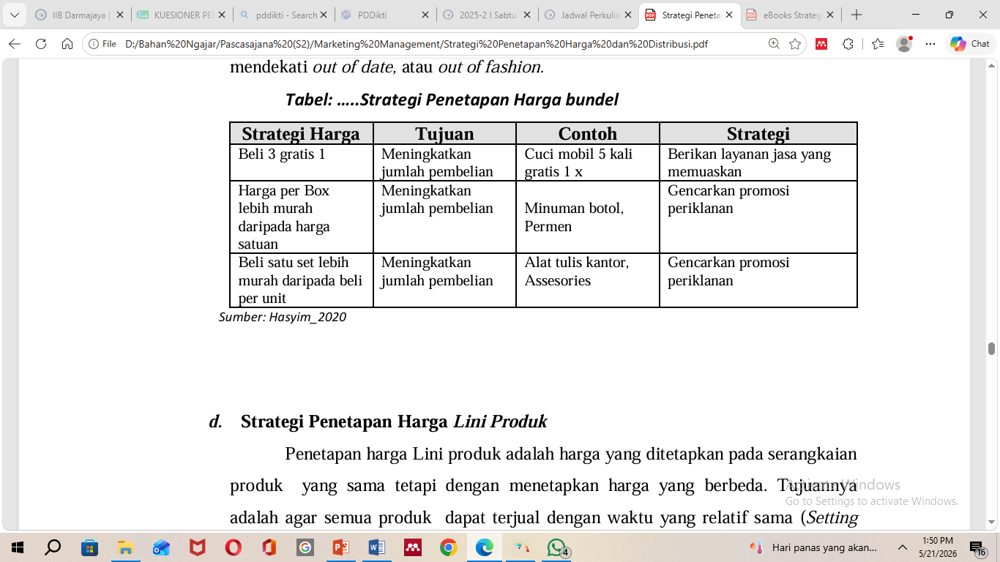 IIB Darmajaya
KUESIONER PE
pddikti - Search
PDDikti
2025-2 I Sabtu
Jadwal Perkulia
Strategi Peneta
eBooks Strateg
File
D:/Bahan%20Ngajar/Pascasajana%20(S2)/Marketing%20Management/Strategi%20Penetapan%20Harga%20dan%20Distribusi.pdf
Chat
mendekati out of date, atau out of fashion.
Tabel: .....Strategi Penetapan Harga bundel
Strategi Harga Tujuan Contoh Strategi
Beli 3 gratis 1 Meningkatkan Cuci mobil 5 kali Berikan layanan jasa yang
jumlah pembelian gratis 1 x memuaskan
Harga per Box Meningkatkan Gencarkan promosi
lebih murah jumlah pembelian Minuman botol, periklanan
daripada harga Permen
satuan
Beli satu set lebih Meningkatkan Alat tulis kantor, Gencarkan promosi
murah daripada beli jumlah pembelian Assesories periklanan
per unit
Sumber: Hasyim_2020
d. Strategi Penetapan Harga Lini Produk
Penetapan harga Lini produk adalah harga yang ditetapkan pada serangkaian
produk yang sama tetapi dengan menetapkan harga yang berbeda. Tujuannya
adalah agar semua produk dapat terjual dengan waktu yang relatif sama (Setting
Activate Windows
Go to Settings to activate Windows.
4
Hari panas yang akan...
1:50 PM
5/21/2026
16